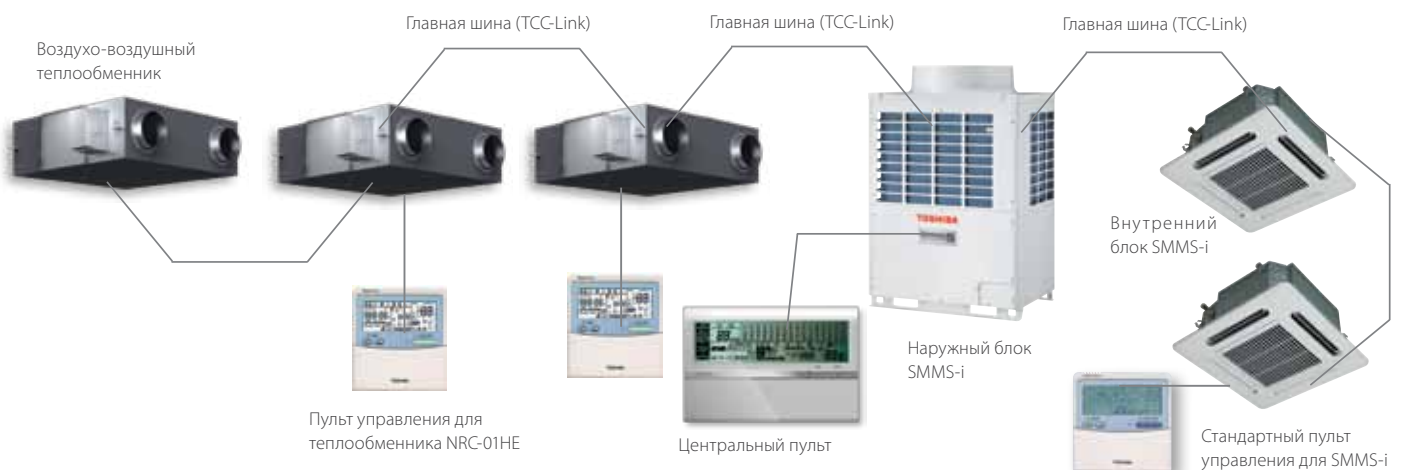 Главная шина (TCC-Link)
Главная шина (TCC-Link)
Главная шина (TCC-Link)
Воздухо-воздушный
теплообменник
TOSHIBA
Внутренний
блок SMMS-i
Наружный блок
SMMS-i
Пульт управления для
теплообменника NRC-01HE
Центральный пульт
Стандартный пульт
управления для SMMS-i